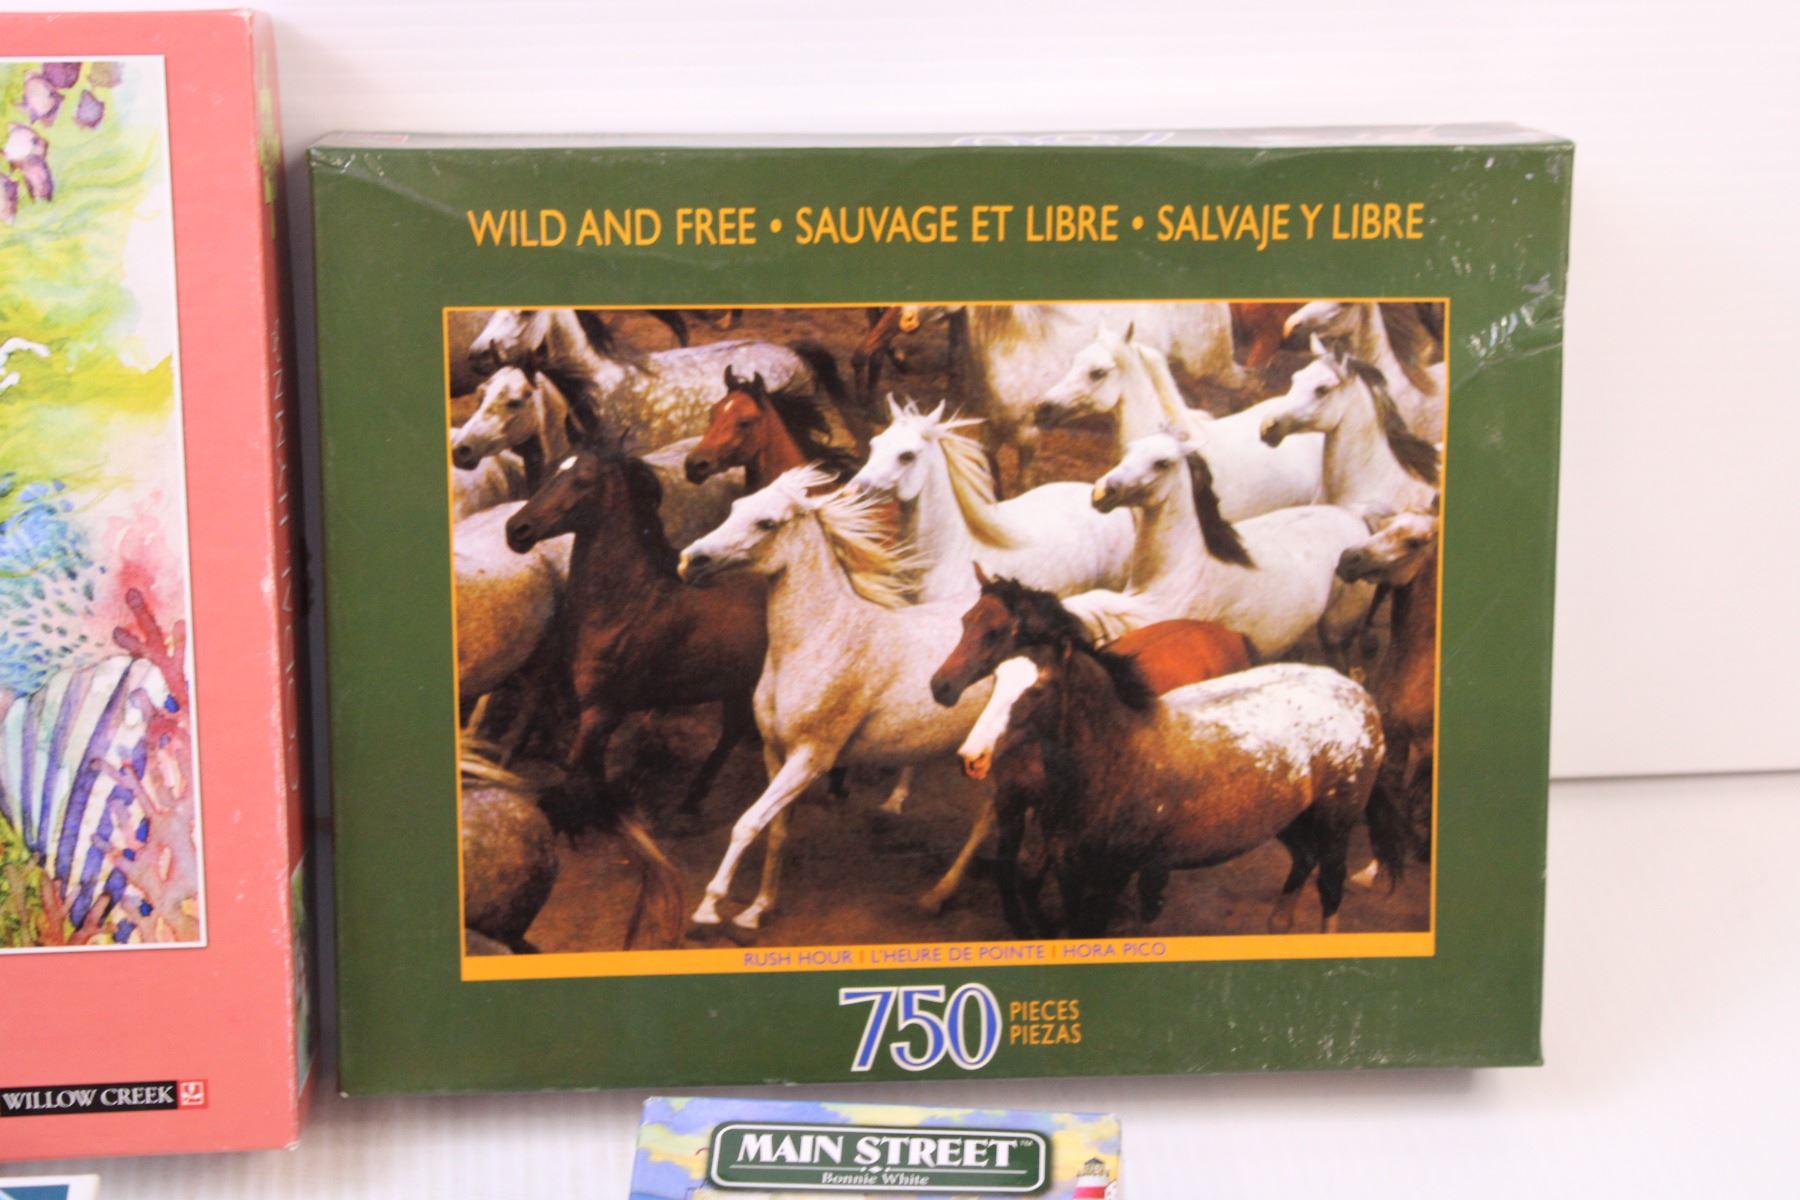 WILD AND FREE • SAUVAGE ET LIBRE • SALVAJE Y LIBRE
RUSH HOUR | L'HEURE DE POINTE | HORA PICO
750 PIECES
PIEZAS
WILLOW CREEK
MAIN STREET™
Bonnie White